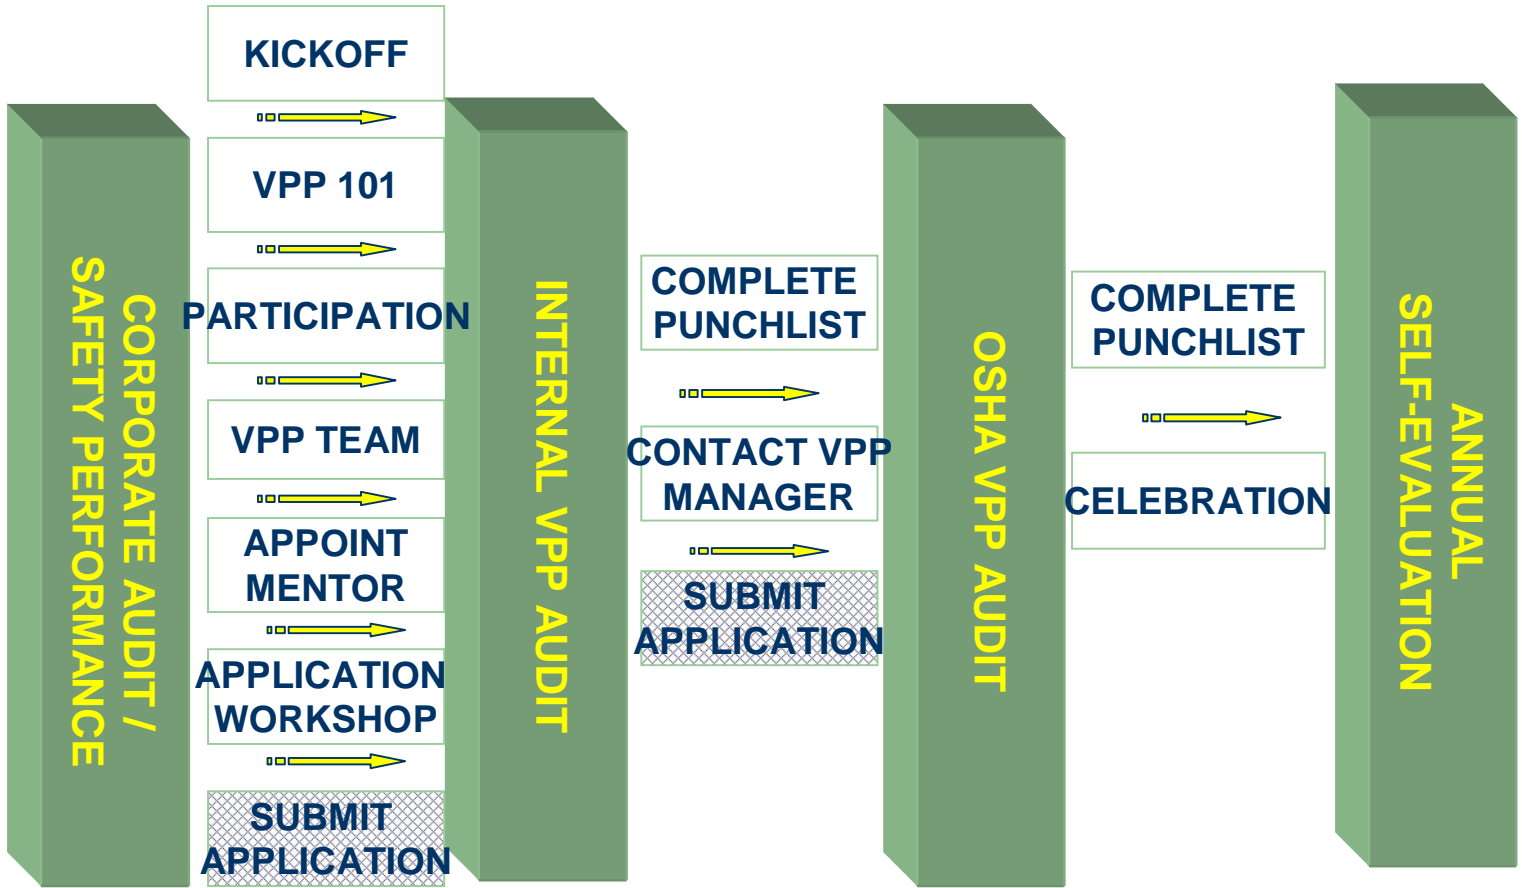 CORPORATE AUDIT /
SAFETY PERFORMANCE
KICKOFF
VPP 101
PARTICIPATION
VPP TEAM
APPOINT
MENTOR
APPLICATION
WORKSHOP
SUBMIT
APPLICATION
INTERNAL VPP AUDIT
COMPLETE
PUNCHLIST
CONTACT VPP
MANAGER
SUBMIT
APPLICATION
OSHA VPP AUDIT
COMPLETE
PUNCHLIST
CELEBRATION
ANNUAL
SELF-EVALUATION